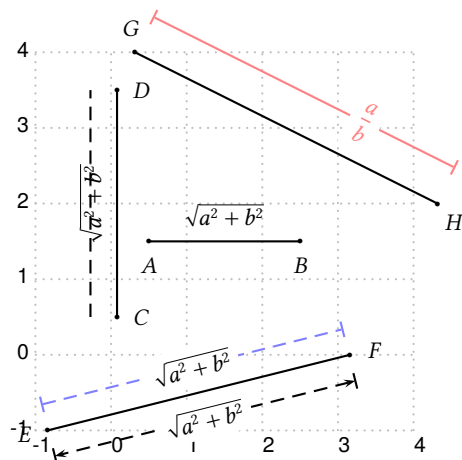 G
4
D
a/b
3
√a² + b²
2
√a² + b²
H
A
B
1
C
0
F
√a² + b²
-1
E
√a² + b²
-1 0 1 2 3 4